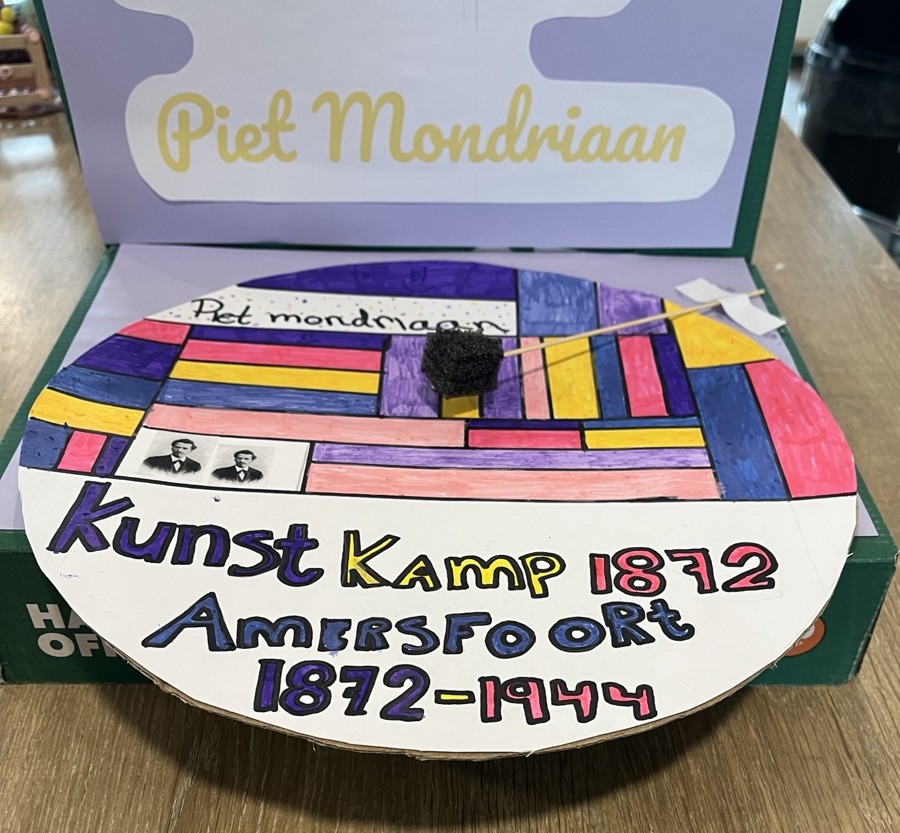 Piet Mondriaan
Piet mondriaan
Kunst Kamp 1872
AmERSFOORt
1872-1944